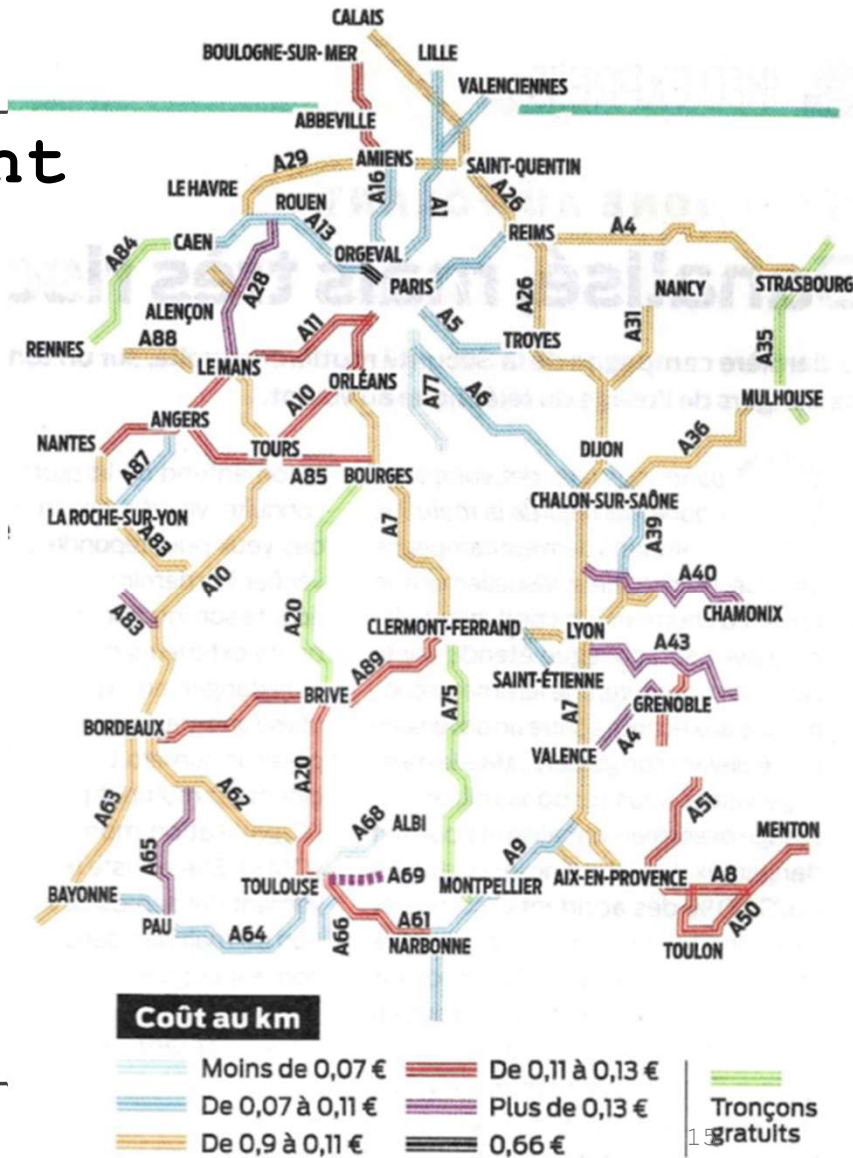 CALAIS
BOULOGNE-SUR-MER
LILLE
VALENCIENNES
ABBEVILLE
nt
A29
AMIENS
SAINT-QUENTIN
LE HAVRE
A16
A1
A26
ROUEN
A13
REIMS
A4
A84
CAEN
ORGEVAL
PARIS
A28
A26
NANCY
STRASBOURG
ALENÇON
A11
A5
TROYES
A31
A35
RENNES
A88
LE MANS
ORLÉANS
A77
A6
MULHOUSE
A10
ANGERS
NANTES
A87
TOURS
A85
BOURGES
DIJON
A36
CHALON-SUR-SAÔNE
LA ROCHE-SUR-YON
A83
A7
A39
A10
A83
A20
A40
CHAMONIX
CLERMONT-FERRAND
LYON
A43
A89
SAINT-ÉTIENNE
BRIVE
A75
GRENOBLE
BORDEAUX
A7
A4
VALENCE
A20
A63
A62
A51
A68
ALBI
MENTON
A65
A9
A69
TOULOUSE
MONTPELLIER
AIX-EN-PROVENCE
A8
BAYONNE
A50
PAU
A64
A66
A61
NARBONNE
TOULON
Coût au km
Moins de 0,07 €
De 0,11 à 0,13 €
De 0,07 à 0,11 €
Plus de 0,13 €
Tronçons
gratuits
De 0,9 à 0,11 €
0,66 €
15